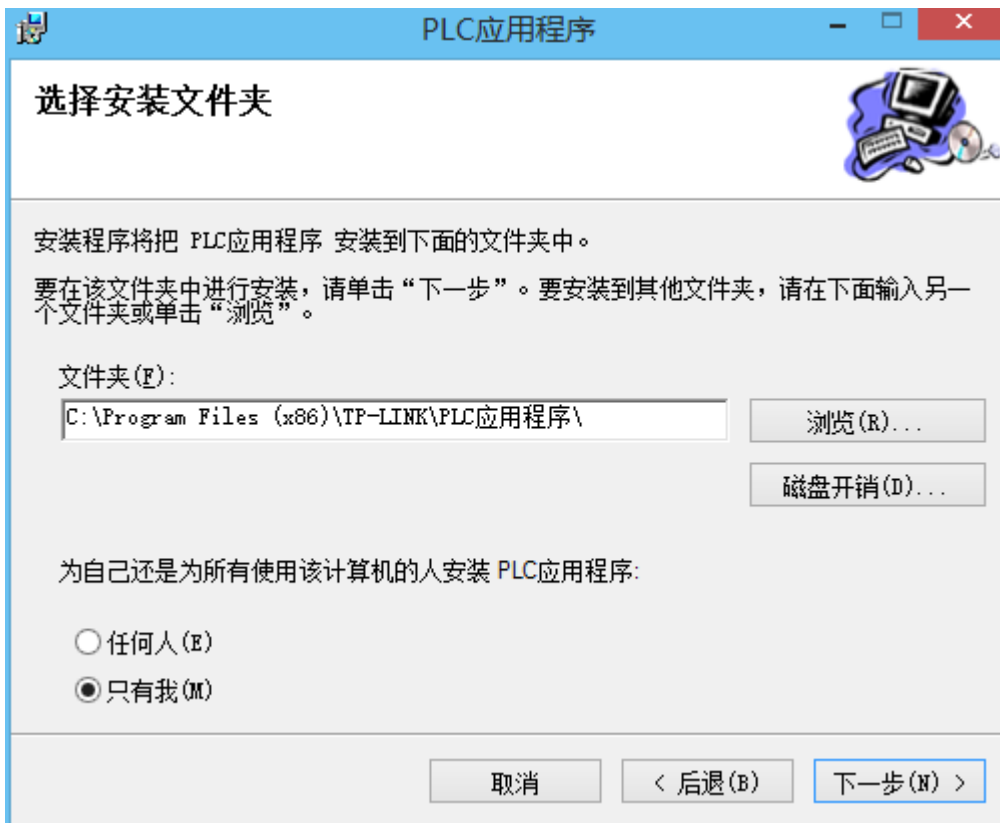 PLC应用程序
选择安装文件夹
安装程序将把 PLC应用程序 安装到下面的文件夹中。
要在该文件夹中进行安装，请单击“下一步”。要安装到其他文件夹，请在下面输入另一
个文件夹或单击“浏览”。
文件夹(F):
C:\Program Files (x86)\TP-LINK\PLC应用程序\
浏览(R)...
磁盘开销(D)...
为自己还是为所有使用该计算机的人安装 PLC应用程序:
任何人(E)
只有我(M)
取消
< 后退(B)
下一步(N) >